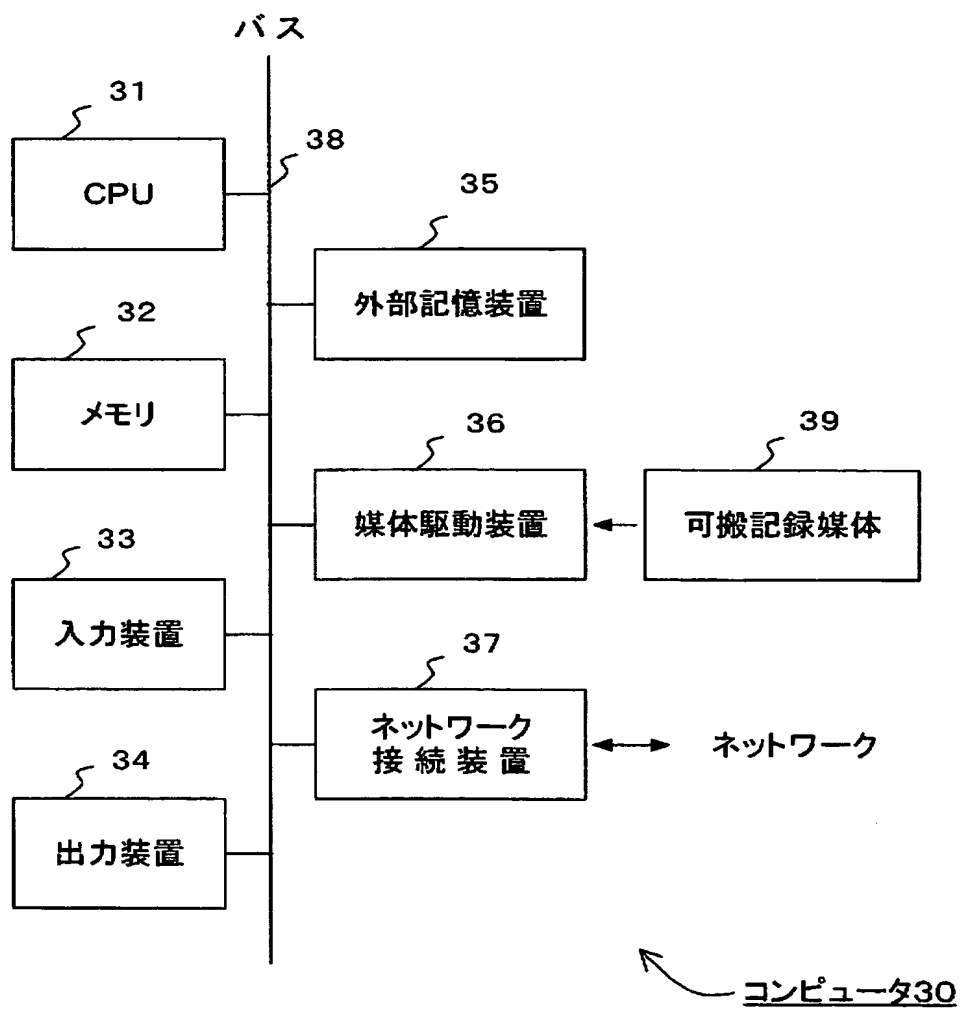 バス
31
CPU
38
35
外部記憶装置
32
メモリ
36
媒体駆動装置
39
可搬記録媒体
33
入力装置
37
ネットワーク
接続装置
ネットワーク
34
出力装置
コンピュータ30